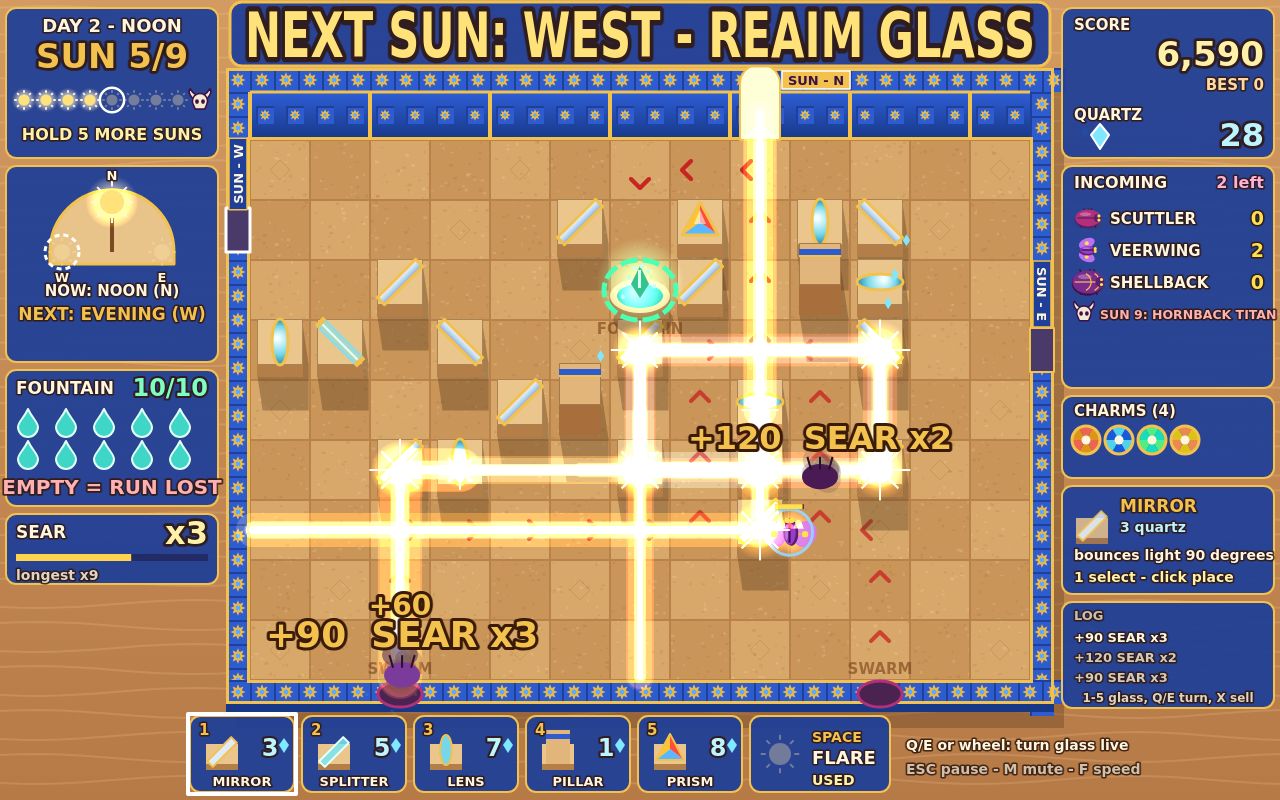 DAY 2 - NOON
SUN 5/9
HOLD 5 MORE SUNS
N
W
E
NOW: NOON (N)
NEXT: EVENING (W)
FOUNTAIN 10/10
EMPTY = RUN LOST
SEAR x3
longest x9
NEXT SUN: WEST - REAIM GLASS
SUN - N
SUN - W
SUN - E
+120 SEAR x2
+60
+90 SEAR x3
SWARM
SCORE
6,590
BEST 0
QUARTZ
28
INCOMING 2 left
SCUTTLER 0
VEERWING 2
SHELLBACK 0
SUN 9: HORNBACK TITAN
CHARMS (4)
MIRROR
3 quartz
bounces light 90 degrees
1 select - click place
LOG
+90 SEAR x3
+120 SEAR x2
+90 SEAR x3
1-5 glass, Q/E turn, X sell
1 3 MIRROR
2 5 SPLITTER
3 7 LENS
4 1 PILLAR
5 8 PRISM
SPACE
FLARE
USED
Q/E or wheel: turn glass live
ESC pause - M mute - F speed